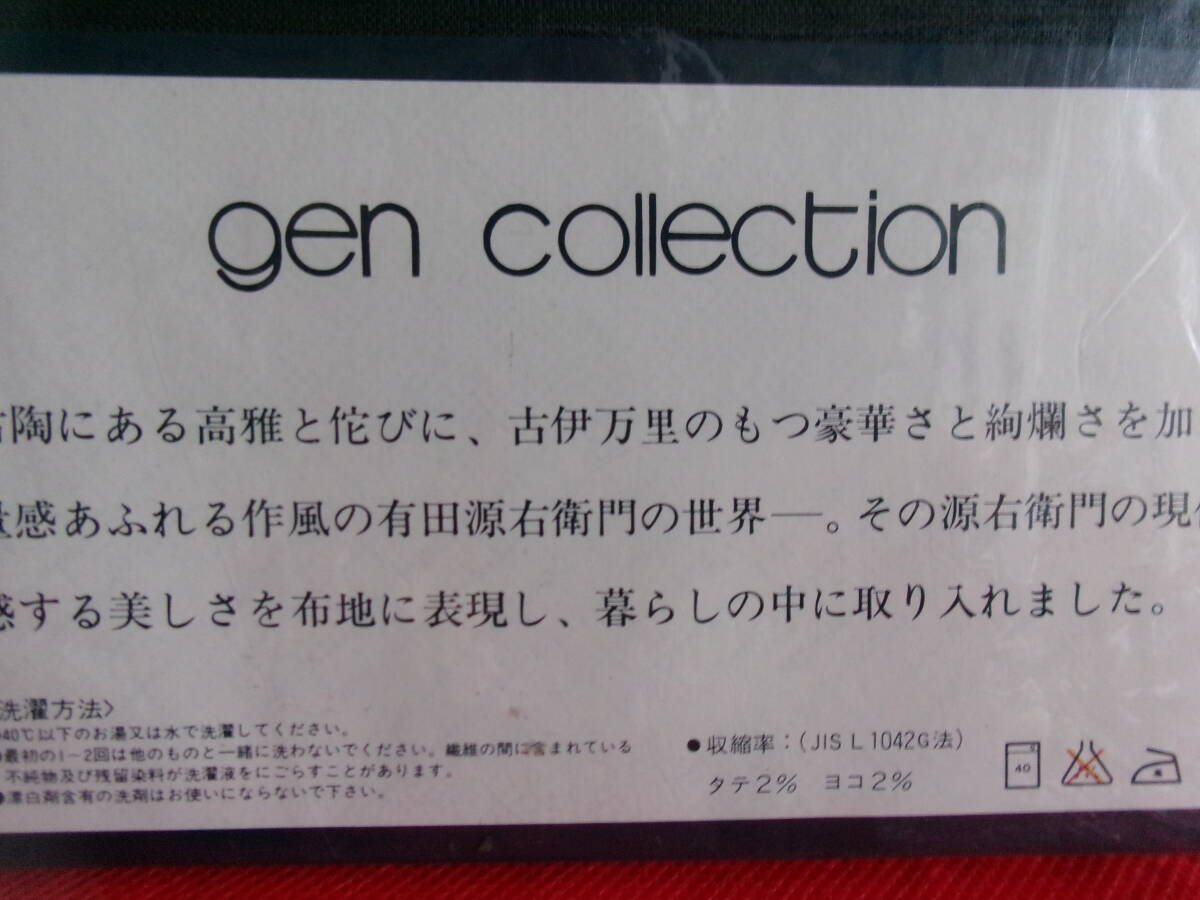 gen collection
陶にある高雅と侘びに、古伊万里のもつ豪華さと絢爛さを加
感あふれる作風の有田源右衛門の世界―。その源右衛門の現
感する美しさを布地に表現し、暮らしの中に取り入れました。
洗濯方法>
40℃以下のお湯又は水で洗濯してください。
●最初の1~2回は他のものと一緒に洗わないでください。繊維の間に含まれている
不純物及び残留染料が洗濯液をにごらすことがあります。
●漂白剤含有の洗剤はお使いにならないで下さい。
●収縮率:(JIS L 1042G法)
タテ2% ヨコ2%
40